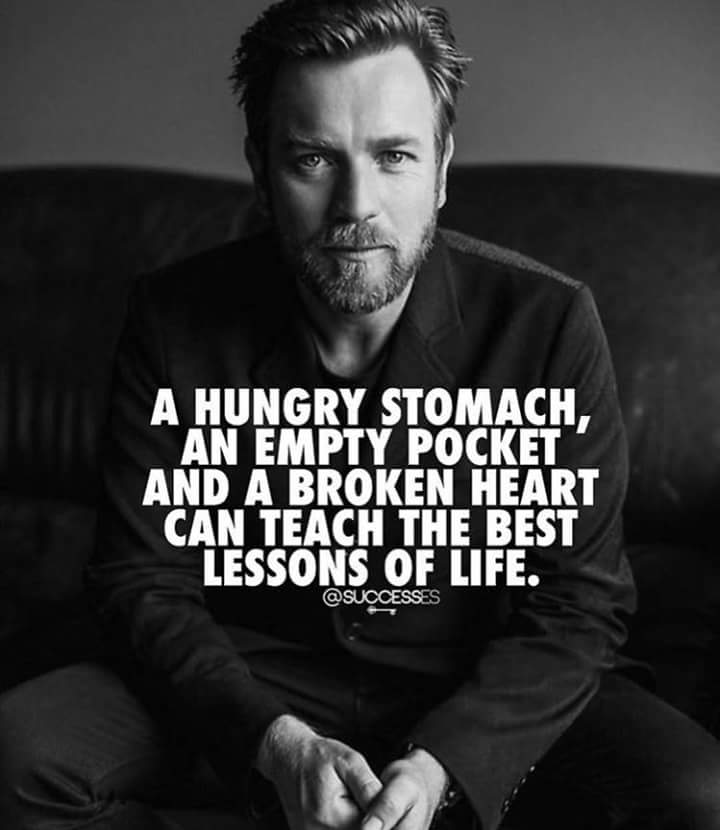 A HUNGRY STOMACH,
AN EMPTY POCKET
AND A BROKEN HEART
CAN TEACH THE BEST
LESSONS OF LIFE.
@SUCCESSES